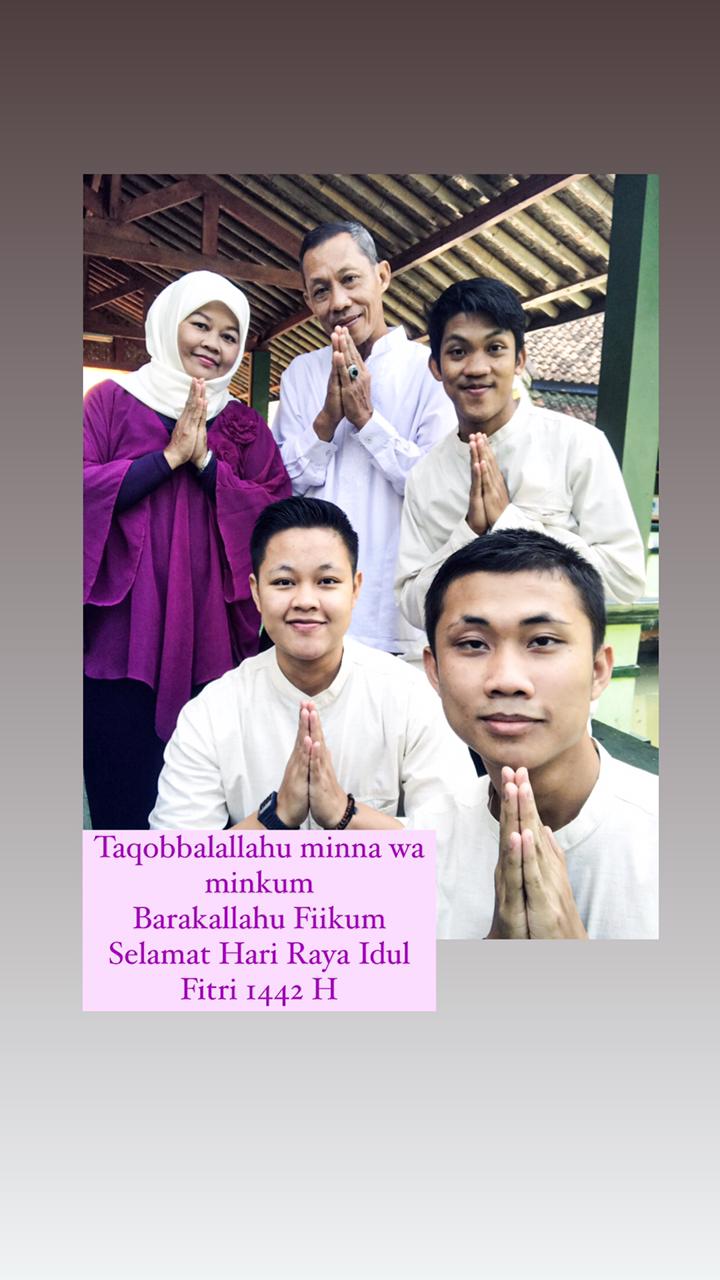 Taqobbalallahu minna wa
minkum
Barakallahu Fiikum
Selamat Hari Raya Idul
Fitri 1442 H